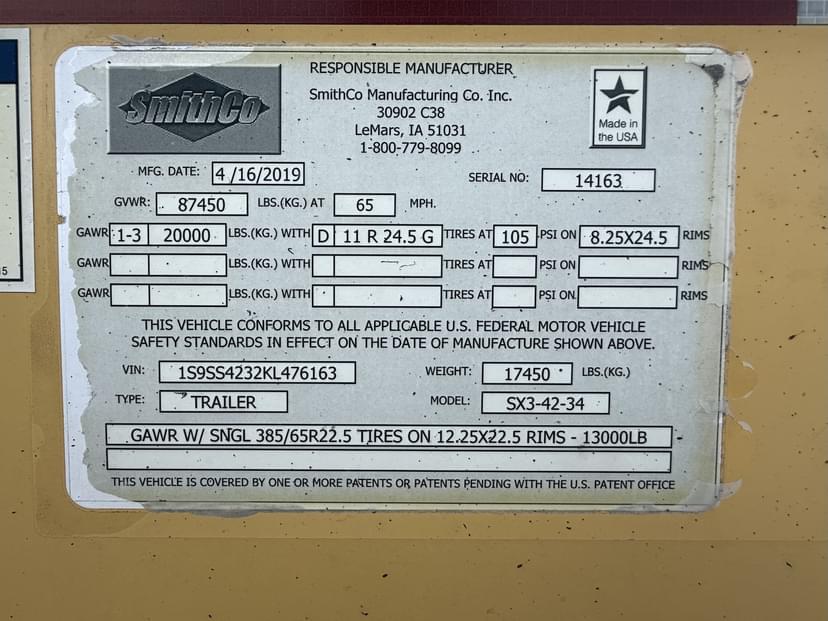 SmithCo
RESPONSIBLE MANUFACTURER
SmithCo Manufacturing Co. Inc.
30902 C38
LeMars, IA 51031
1-800-779-8099
Made in
the USA
MFG. DATE: 4/16/2019 SERIAL NO: 14163
GVWR: 87450 LBS.(KG.) AT 65 MPH.
GAWR 1-3 20000 LBS.(KG.) WITH D 11 R 24.5 G TIRES AT 105 PSI ON 8.25X24.5 RIMS
GAWR LBS.(KG.) WITH TIRES AT PSI ON RIMS
GAWR LBS.(KG.) WITH TIRES AT PSI ON RIMS
THIS VEHICLE CONFORMS TO ALL APPLICABLE U.S. FEDERAL MOTOR VEHICLE
SAFETY STANDARDS IN EFFECT ON THE DATE OF MANUFACTURE SHOWN ABOVE.
VIN: 1S9SS4232KL476163 WEIGHT: 17450 LBS.(KG.)
TYPE: TRAILER MODEL: SX3-42-34
GAWR W/ SNGL 385/65R22.5 TIRES ON 12.25X22.5 RIMS - 13000LB
THIS VEHICLE IS COVERED BY ONE OR MORE PATENTS OR PATENTS PENDING WITH THE U.S. PATENT OFFICE